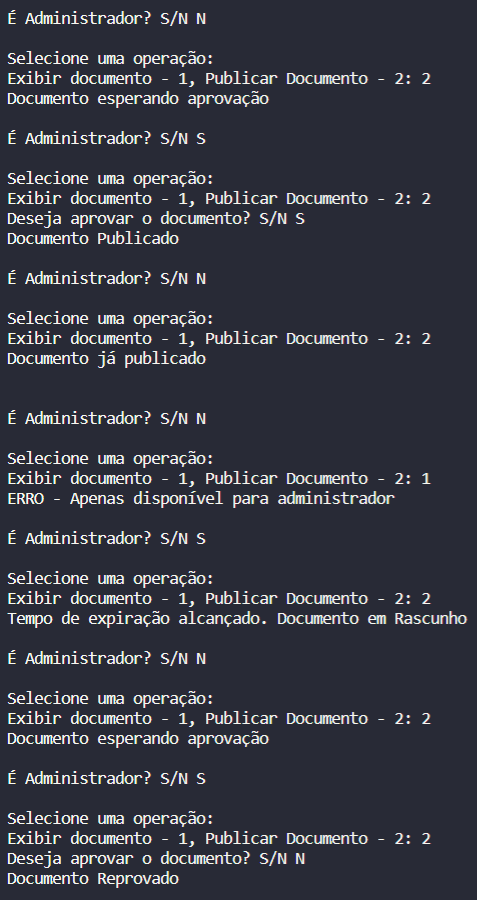 É Administrador? S/N N
Selecione uma operação:
Exibir documento - 1, Publicar Documento - 2: 2
Documento esperando aprovação
É Administrador? S/N S
Selecione uma operação:
Exibir documento - 1, Publicar Documento - 2: 2
Deseja aprovar o documento? S/N S
Documento Publicado
É Administrador? S/N N
Selecione uma operação:
Exibir documento - 1, Publicar Documento - 2: 2
Documento já publicado
É Administrador? S/N N
Selecione uma operação:
Exibir documento - 1, Publicar Documento - 2: 1
ERRO - Apenas disponível para administrador
É Administrador? S/N S
Selecione uma operação:
Exibir documento - 1, Publicar Documento - 2: 2
Tempo de expiração alcançado. Documento em Rascunho
É Administrador? S/N N
Selecione uma operação:
Exibir documento - 1, Publicar Documento - 2: 2
Documento esperando aprovação
É Administrador? S/N S
Selecione uma operação:
Exibir documento - 1, Publicar Documento - 2: 2
Deseja aprovar o documento? S/N N
Documento Reprovado